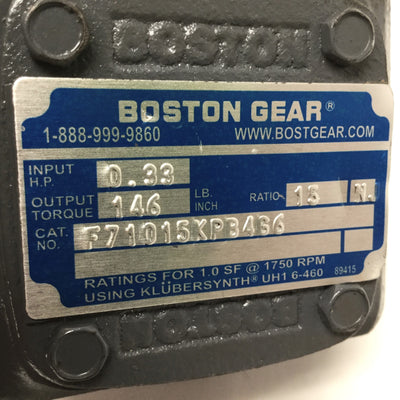 BOSTON
BOSTON GEAR®
1-888-999-9860 WWW.BOSTGEAR.COM
INPUT H.P. 0.33
OUTPUT TORQUE 146 LB. INCH RATIO 15 N.
CAT. NO. F71015KPB4G6
RATINGS FOR 1.0 SF @ 1750 RPM
USING KLÜBERSYNTH® UH1 6-460 89415
BOSTON